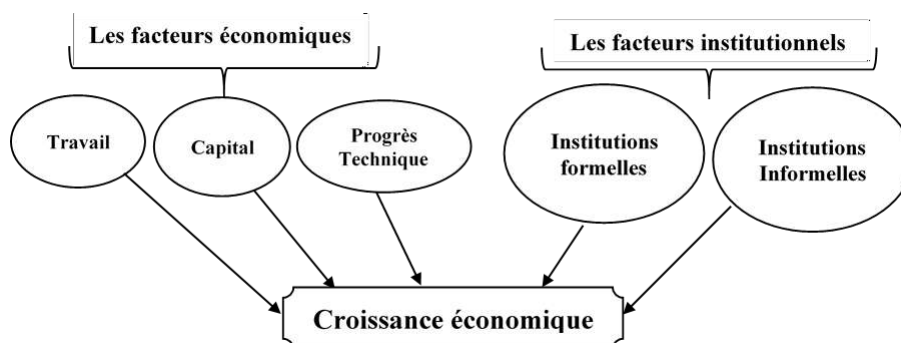 Les facteurs économiques
Les facteurs institutionnels
Travail
Capital
Progrès
Technique
Institutions
formelles
Institutions
Informelles
Croissance économique